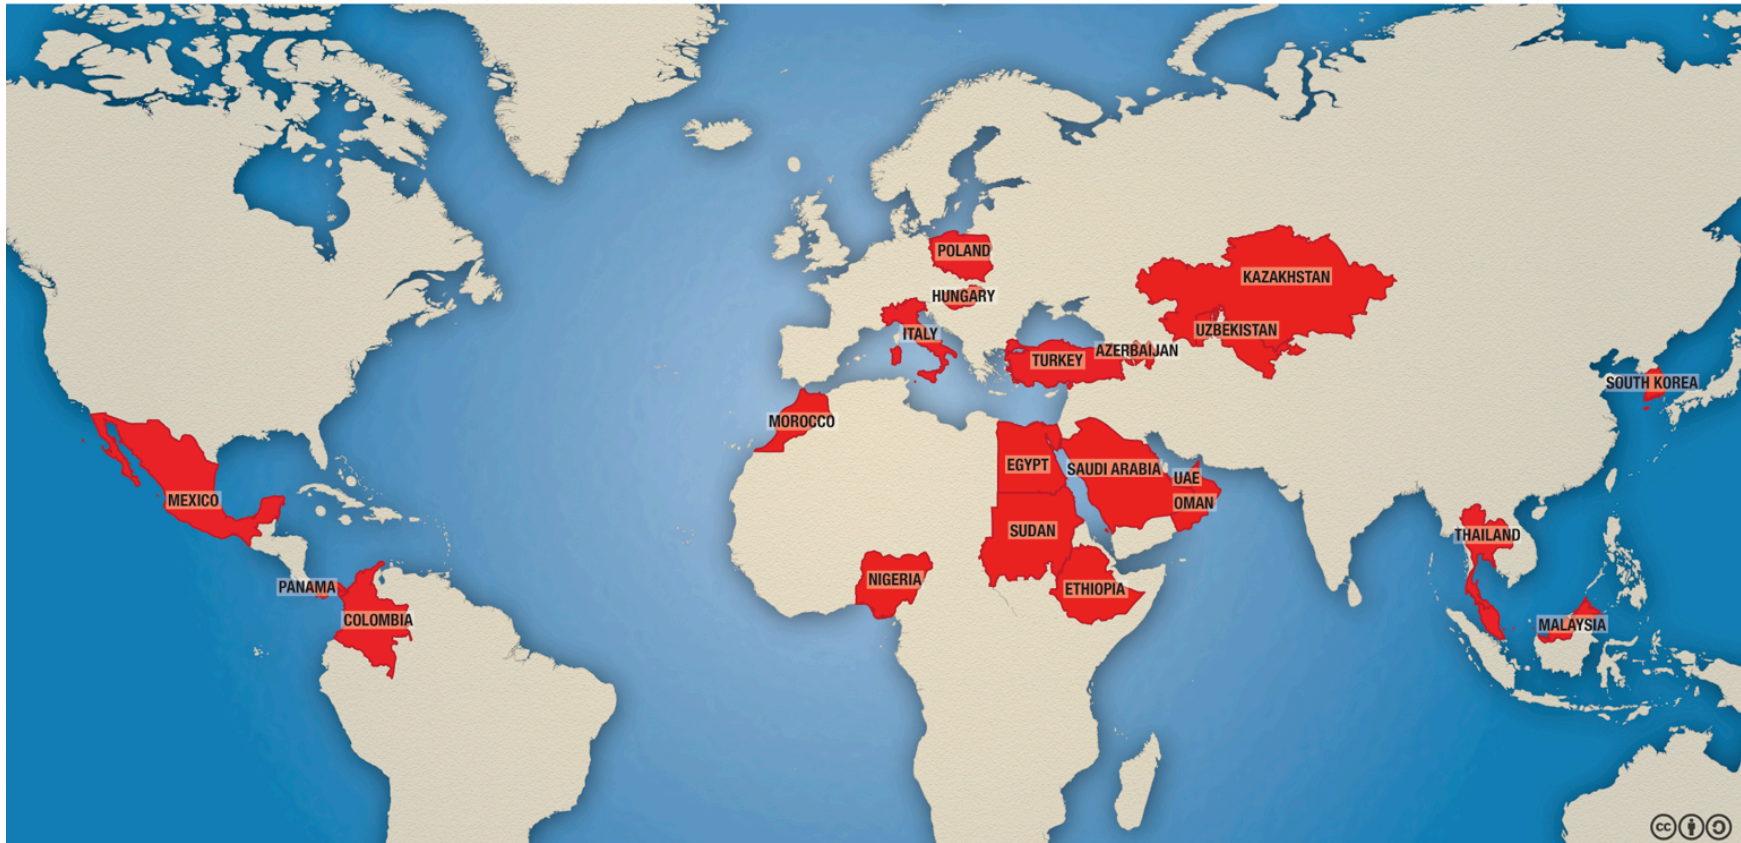 POLAND
KAZAKHSTAN
HUNGARY
ITALY
UZBEKISTAN
AZERBAIJAN
TURKEY
SOUTH KOREA
MOROCCO
EGYPT
SAUDI ARABIA
UAE
MEXICO
OMAN
SUDAN
THAILAND
NIGERIA
PANAMA
ETHIOPIA
COLOMBIA
MALAYSIA
cc